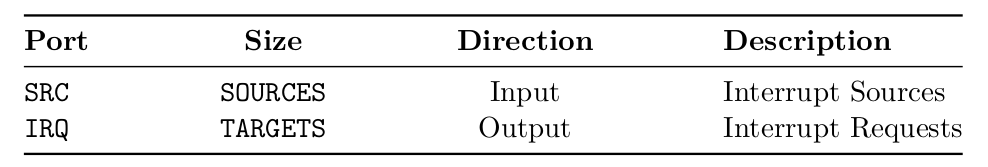 Port Size Direction Description
SRC SOURCES Input Interrupt Sources
IRQ TARGETS Output Interrupt Requests